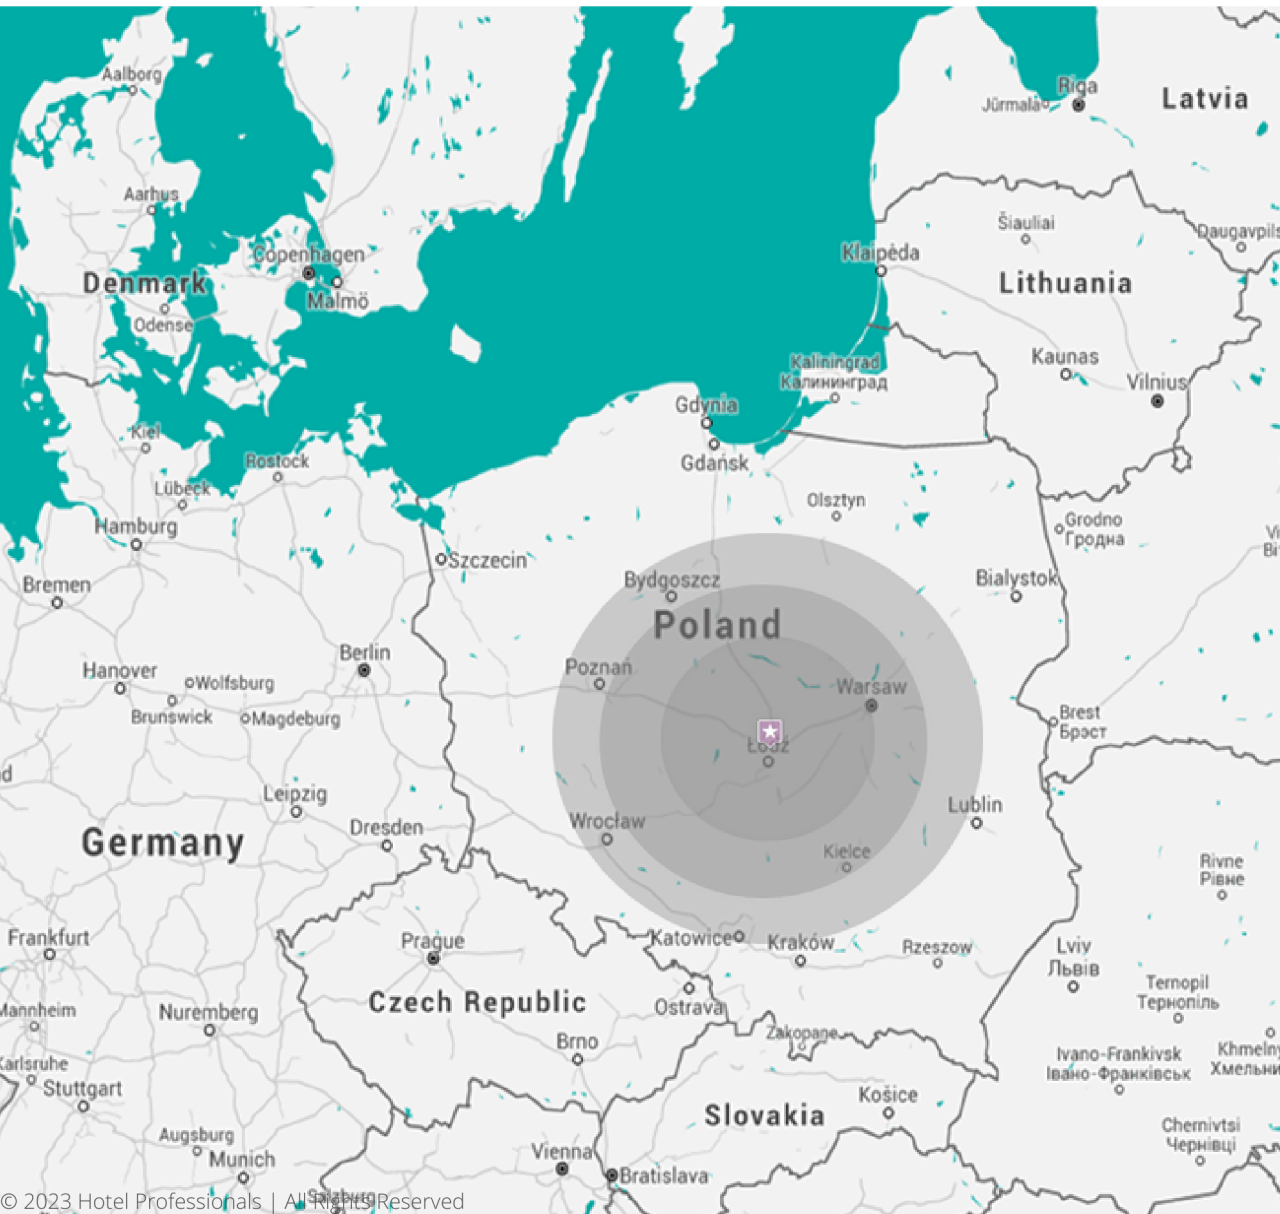 Aalborg
Riga
Jūrmala
Latvia
Aarhus
Šiauliai
Daugavpils
Copenhagen
Klaipėda
Denmark
Lithuania
Malmö
Odense
Kaliningrad
Калининград
Kaunas
Vilnius
Gdynia
Kiel
Gdańsk
Rostock
Lübeck
Olsztyn
Hamburg
Grodno
Гродна
Szczecin
Bremen
Bydgoszcz
Bialystok
Poland
Berlin
Hanover
Wolfsburg
Poznań
Warsaw
Brunswick
Magdeburg
Brest
Брэст
Łódź
Leipzig
Lublin
Dresden
Wrocław
Germany
Kielce
Rivne
Рівне
Frankfurt
Prague
Katowice
Kraków
Rzeszow
Lviv
Львів
Czech Republic
Ostrava
Ternopil
Тернопіль
Mannheim
Nuremberg
Zakopane
Brno
Karlsruhe
Ivano-Frankivsk
Івано-Франківськ
Khmelny
Хмельни
Stuttgart
Košice
Slovakia
Chernivtsi
Чернівці
Augsburg
Munich
Vienna
Bratislava
Salzburg
© 2023 Hotel Professionals | All Rights Reserved